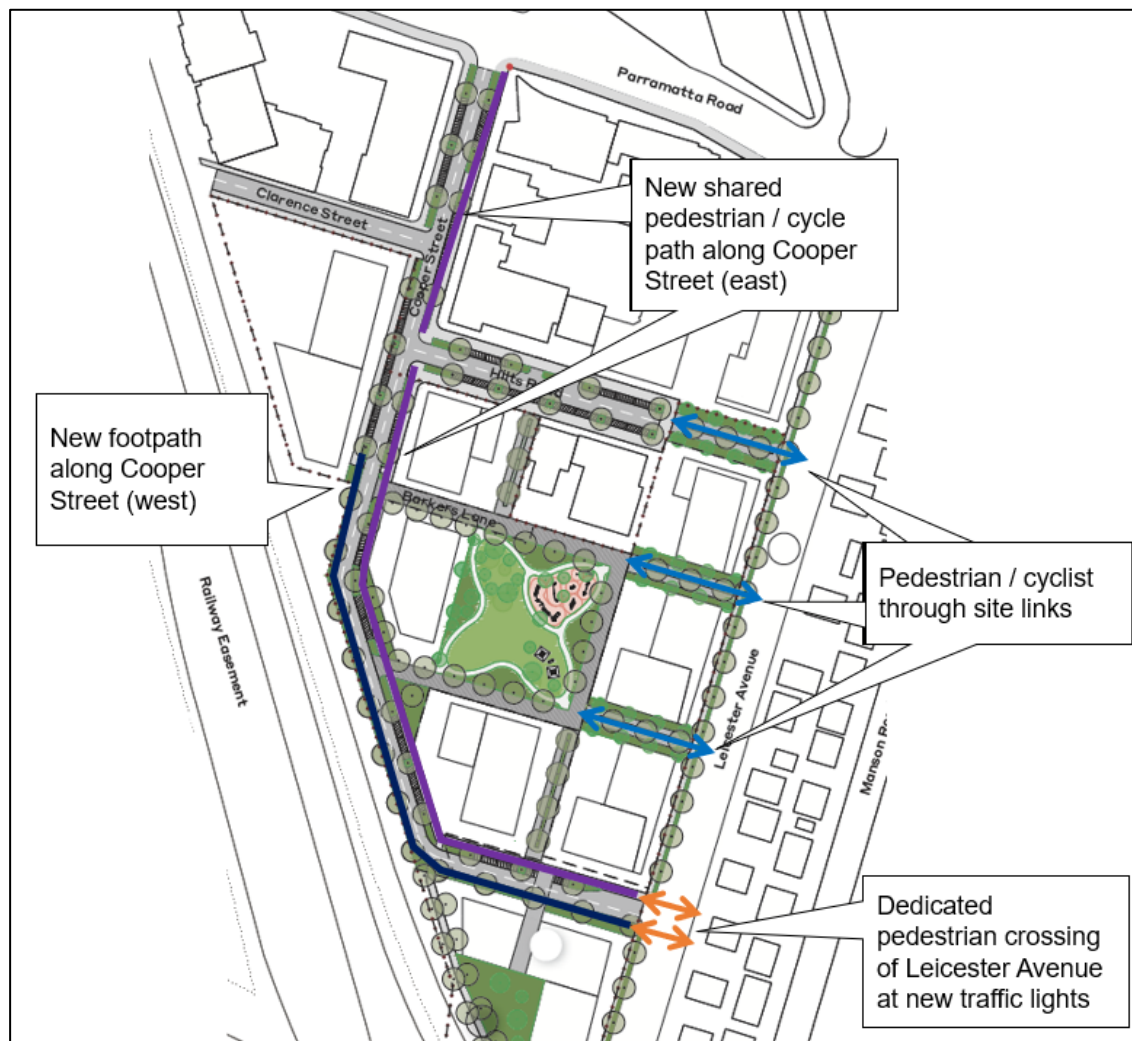 Parramatta Road
New shared
pedestrian / cycle
path along Cooper
Street (east)
Clarence Street
Cooper Street
New footpath
along Cooper
Street (west)
Barkers Lane
Pedestrian / cyclist
through site links
Railway Easement
Leicester Avenue
Manson
Dedicated
pedestrian crossing
of Leicester Avenue
at new traffic lights